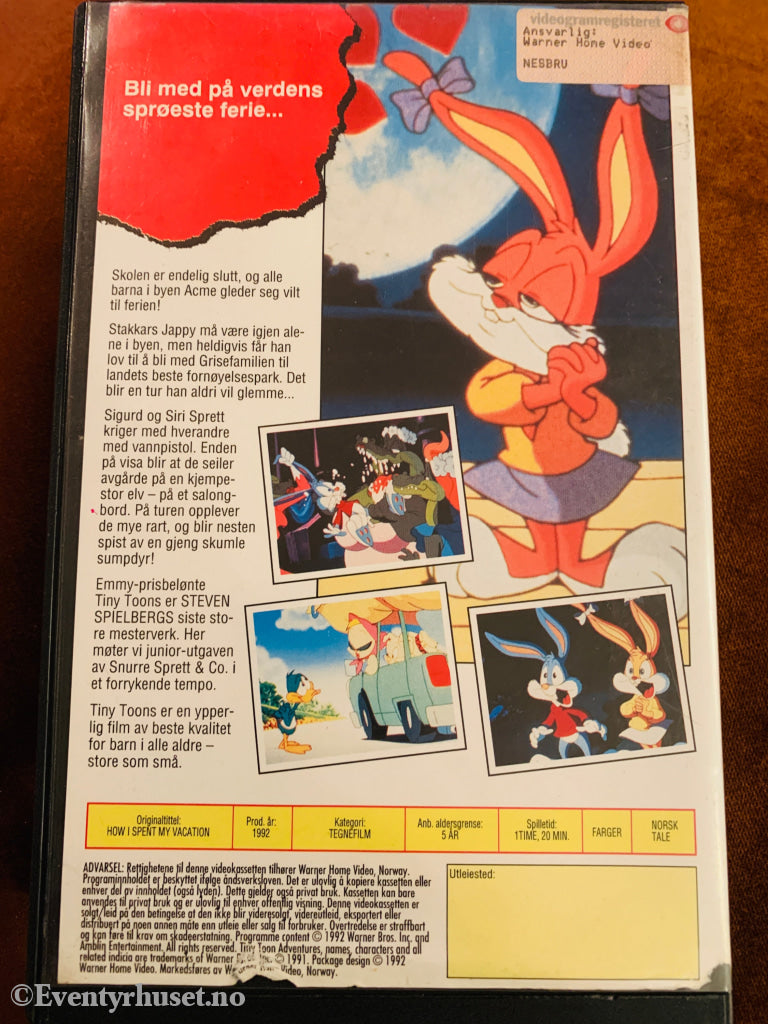 videogramregisteret
Ansvarlig:
Warner Home Video
NESBRU
Bli med på verdens
sprøeste ferie...
Skolen er endelig slutt, og alle
barna i byen Acme gleder seg vilt
til ferien!
Stakkars Jappy må være igjen ale-
ne i byen, men heldigvis får han
lov til å bli med Grisefamilien til
landets beste fornøyelsespark. Det
blir en tur han aldri vil glemme...
Sigurd og Siri Sprett
kriger med hverandre
med vannpistol. Enden
på visa blir at de seiler
avgårde på en kjempe-
stor elv – på et salong-
bord. På turen opplever
de mye rart, og blir nesten
spist av en gjeng skumle
sumpdyr!
Emmy-prisbelønte
Tiny Toons er STEVEN
SPIELBERGS siste sto-
re mesterverk. Her
møter vi junior-utgaven
av Snurre Sprett & Co. i
et forrykende tempo.
Tiny Toons er en ypper-
lig film av beste kvalitet
for barn i alle aldre –
store som små.
Originaltittel:
HOW I SPENT MY VACATION
Prod. år:
1992
Kategori:
TEGNEFILM
Anb. aldersgrense:
5 ÅR
Spilletid:
1TIME, 20 MIN.
FARGER
NORSK
TALE
ADVARSEL: Rettighetene til denne videokassetten tilhører Warner Home Video, Norway.
Programinnholdet er beskyttet ifølge åndsverksloven. Det er ulovlig å kopiere kassetten eller
enhver del av innholdet (også lyden). Dette gjelder også privat bruk. Kassetten kan bare
anvendes til privat bruk og er ulovlig til enhver offentlig visning. Denne videokassetten er
solgt/leid på den betingelse at den ikke blir videresolgt, videreutleid, eksportert eller
distribuert på noen annen måte enn utleie eller salg til forbruker. Overtredelse er straffbart
og kan føre til krav om skadeerstatning. Programme content © 1992 Warner Bros. Inc. and
Amblin Entertainment. All rights reserved. Tiny Toon Adventures, names, characters and all
related indicia are trademarks of Warner Inc. © 1991. Package design © 1992
Warner Home Video. Markedsføres av Video, Norway.
Utleiested:
©Eventyrhuset.no